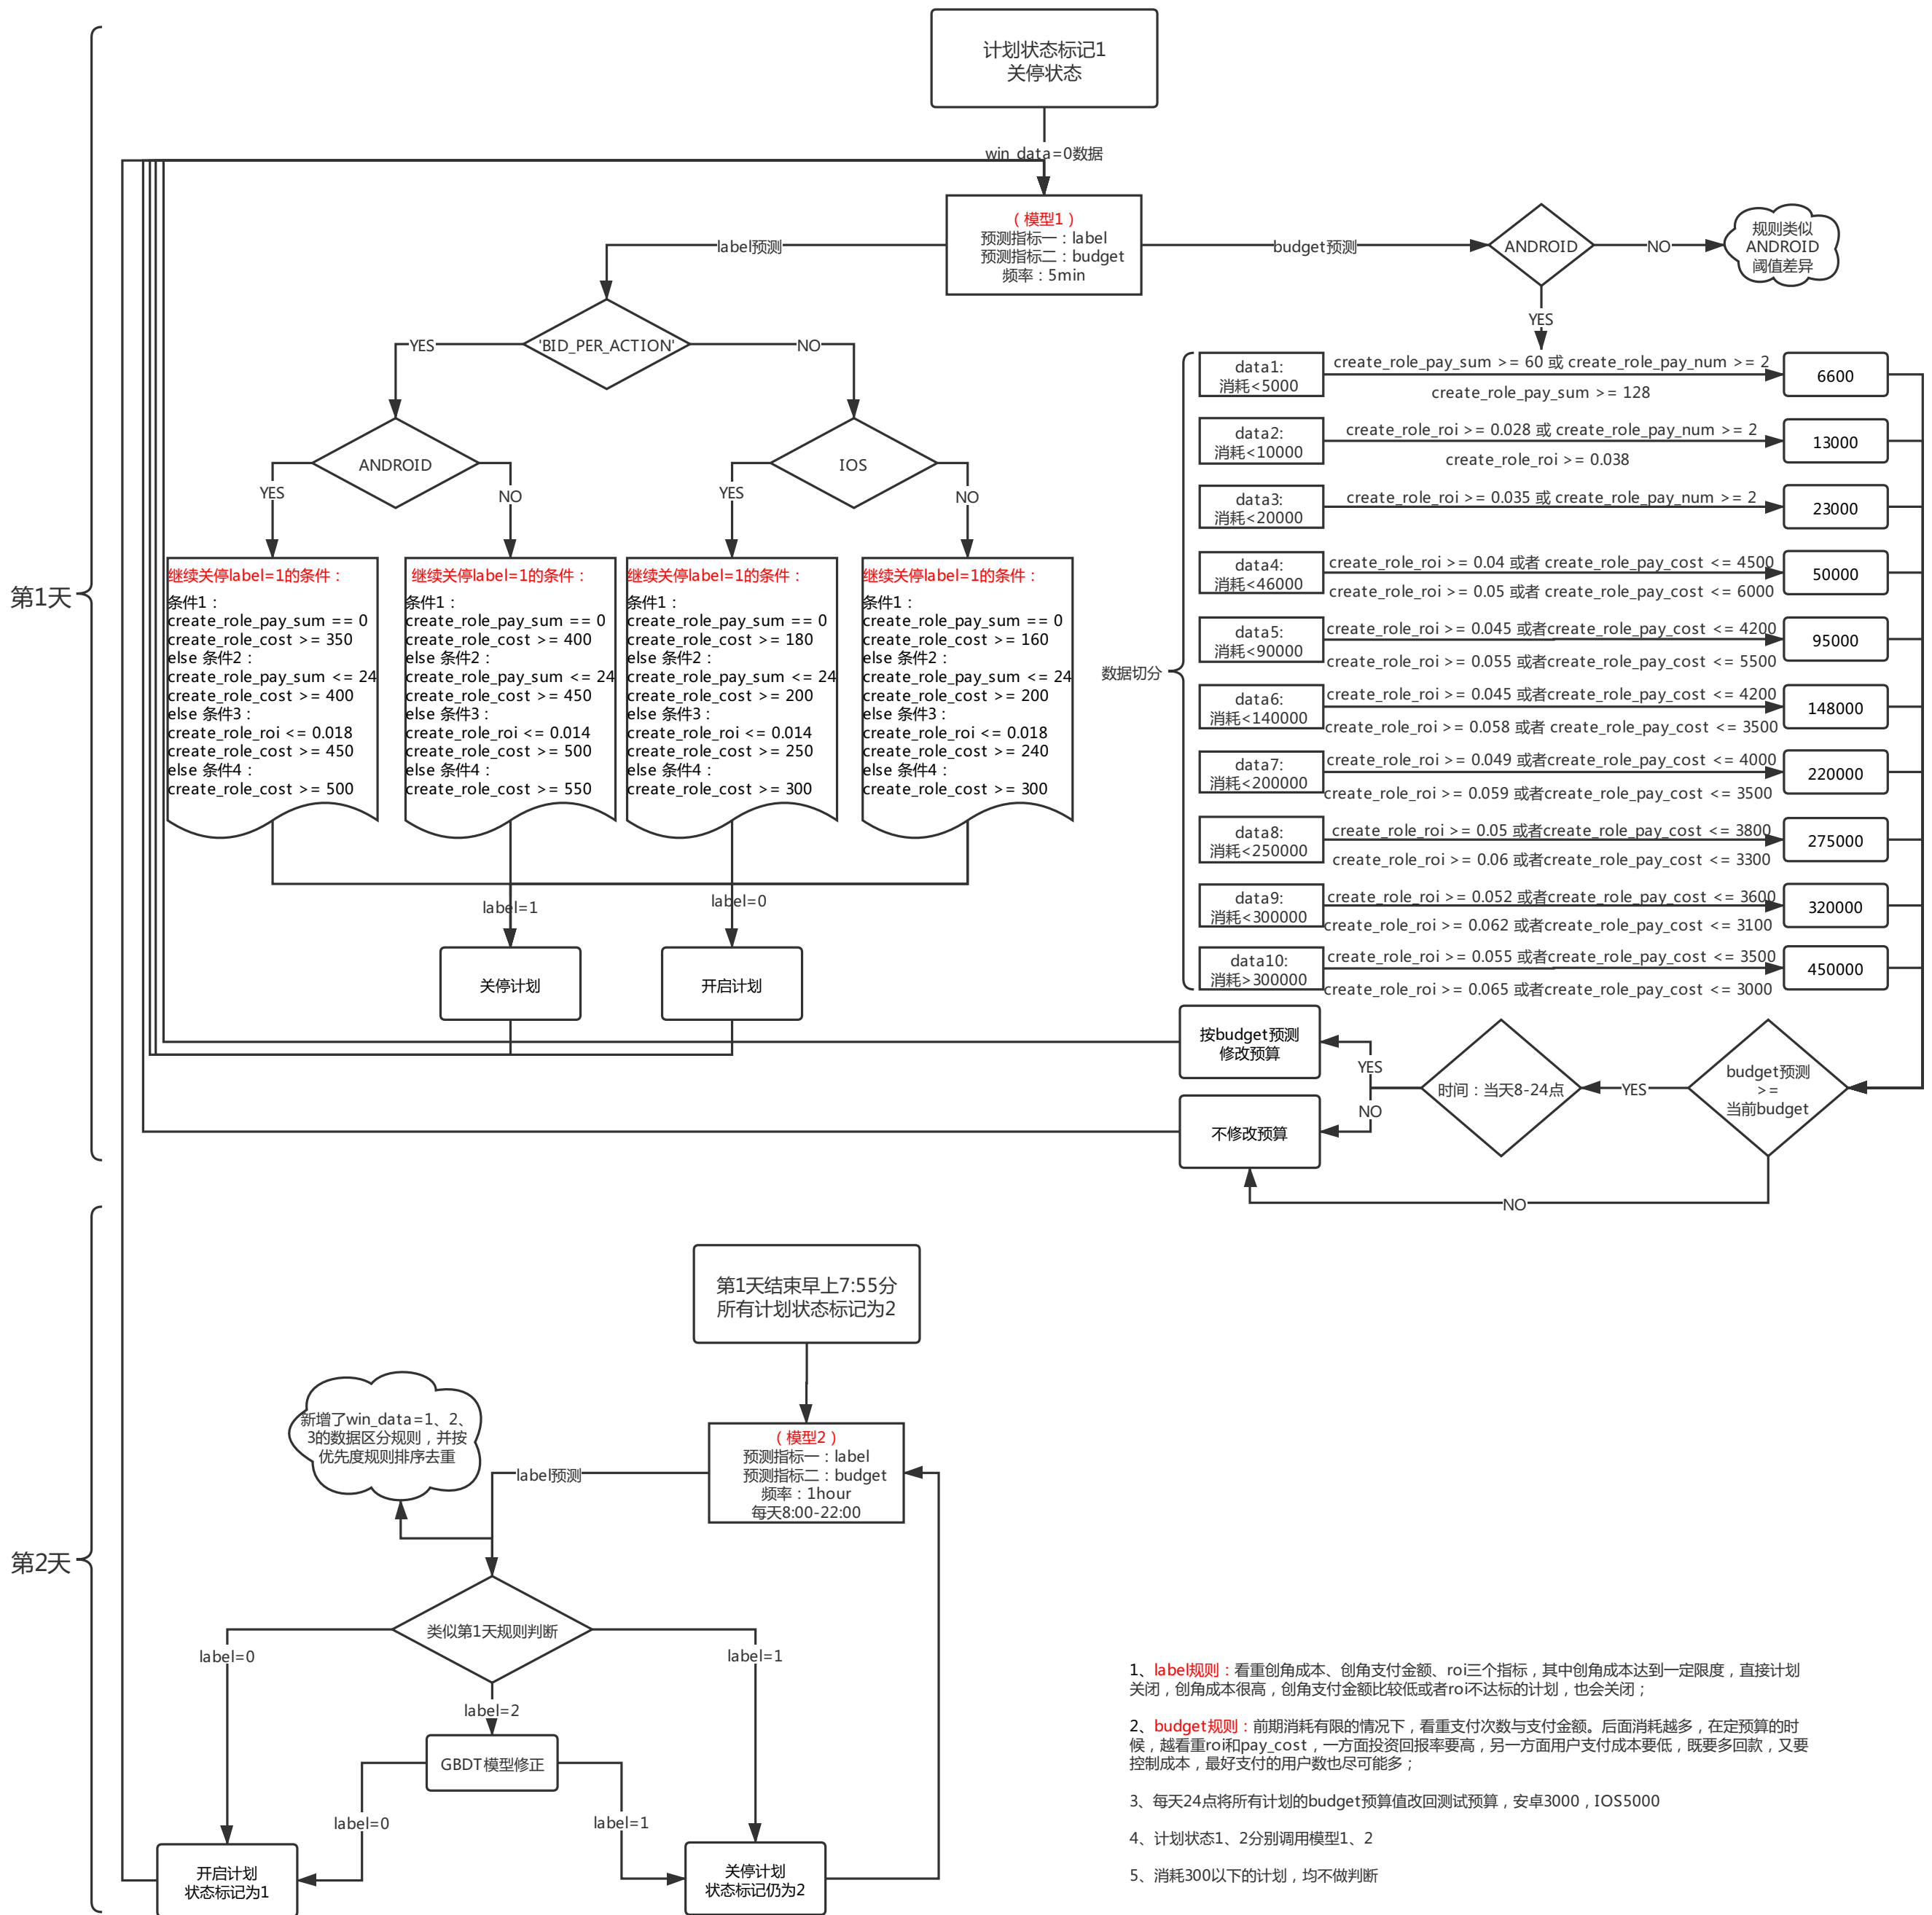 计划状态标记1
关停状态
win_data=0数据
第1天
（模型1）
预测指标一：label
预测指标二：budget
频率：5min
label预测
budget预测
ANDROID
NO
规则类似
ANDROID
阈值差异
YES
'BID_PER_ACTION'
YES
NO
ANDROID
IOS
YES
NO
YES
NO
继续关停label=1的条件：
条件1：
create_role_pay_sum == 0
create_role_cost >= 350
else 条件2：
create_role_pay_sum <= 24
create_role_cost >= 400
else 条件3：
create_role_roi <= 0.018
create_role_cost >= 450
else 条件4：
create_role_cost >= 500
继续关停label=1的条件：
条件1：
create_role_pay_sum == 0
create_role_cost >= 400
else 条件2：
create_role_pay_sum <= 24
create_role_cost >= 450
else 条件3：
create_role_roi <= 0.014
create_role_cost >= 500
else 条件4：
create_role_cost >= 550
继续关停label=1的条件：
条件1：
create_role_pay_sum == 0
create_role_cost >= 180
else 条件2：
create_role_pay_sum <= 24
create_role_cost >= 200
else 条件3：
create_role_roi <= 0.014
create_role_cost >= 250
else 条件4：
create_role_cost >= 300
继续关停label=1的条件：
条件1：
create_role_pay_sum == 0
create_role_cost >= 160
else 条件2：
create_role_pay_sum <= 24
create_role_cost >= 200
else 条件3：
create_role_roi <= 0.018
create_role_cost >= 240
else 条件4：
create_role_cost >= 300
label=1
label=0
关停计划
开启计划
数据切分
data1:
消耗<5000
create_role_pay_sum >= 60 或 create_role_pay_num >= 2
create_role_pay_sum >= 128
6600
data2:
消耗<10000
create_role_roi >= 0.028 或 create_role_pay_num >= 2
create_role_roi >= 0.038
13000
data3:
消耗<20000
create_role_roi >= 0.035 或 create_role_pay_num >= 2
23000
data4:
消耗<46000
create_role_roi >= 0.04 或者 create_role_pay_cost <= 4500
create_role_roi >= 0.05 或者 create_role_pay_cost <= 6000
50000
data5:
消耗<90000
create_role_roi >= 0.045 或者create_role_pay_cost <= 4200
create_role_roi >= 0.055 或者create_role_pay_cost <= 5500
95000
data6:
消耗<140000
create_role_roi >= 0.045 或者create_role_pay_cost <= 4200
create_role_roi >= 0.058 或者 create_role_pay_cost <= 3500
148000
data7:
消耗<200000
create_role_roi >= 0.049 或者create_role_pay_cost <= 4000
create_role_roi >= 0.059 或者create_role_pay_cost <= 3500
220000
data8:
消耗<250000
create_role_roi >= 0.05 或者create_role_pay_cost <= 3800
create_role_roi >= 0.06 或者create_role_pay_cost <= 3300
275000
data9:
消耗<300000
create_role_roi >= 0.052 或者create_role_pay_cost <= 3600
create_role_roi >= 0.062 或者create_role_pay_cost <= 3100
320000
data10:
消耗>300000
create_role_roi >= 0.055 或者create_role_pay_cost <= 3500
create_role_roi >= 0.065 或者create_role_pay_cost <= 3000
450000
按budget预测
修改预算
YES
NO
时间：当天8-24点
YES
budget预测
>=
当前budget
不修改预算
NO
第2天
第1天结束早上7:55分
所有计划状态标记为2
新增了win_data=1、2、
3的数据区分规则，并按
优先度规则排序去重
（模型2）
预测指标一：label
预测指标二：budget
频率：1hour
每天8:00-22:00
label预测
类似第1天规则判断
label=0
label=1
label=2
GBDT模型修正
label=0
label=1
开启计划
状态标记为1
关停计划
状态标记仍为2
1、label规则：看重创角成本、创角支付金额、roi三个指标，其中创角成本达到一定限度，直接计划
关闭，创角成本很高，创角支付金额比较低或者roi不达标的计划，也会关闭；
2、budget规则：前期消耗有限的情况下，看重支付次数与支付金额。后面消耗越多，在定预算的时
候，越看重roi和pay_cost，一方面投资回报率要高，另一方面用户支付成本要低，既要多回款，又要
控制成本，最好支付的用户数也尽可能多；
3、每天24点将所有计划的budget预算值改回测试预算，安卓3000，IOS5000
4、计划状态1、2分别调用模型1、2
5、消耗300以下的计划，均不做判断